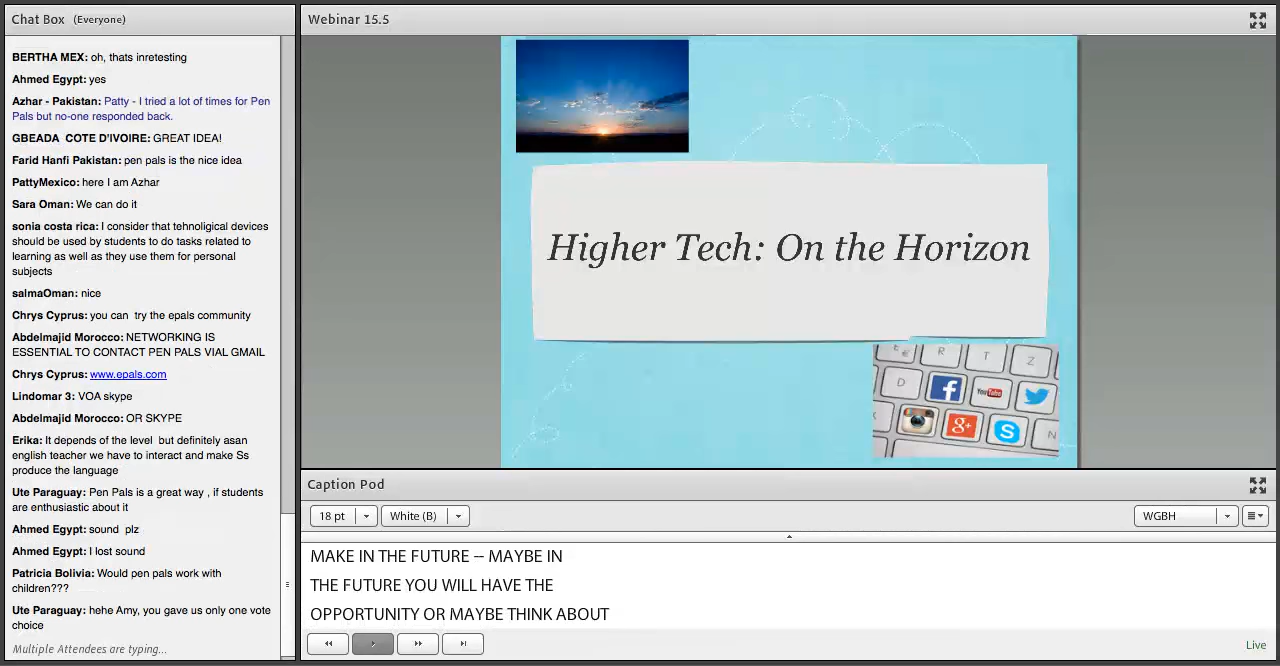 Chat Box (Everyone)
BERTHA MEX: oh, thats inretesting
Ahmed Egypt: yes
Azhar - Pakistan: Patty - I tried a lot of times for Pen
Pals but no-one responded back.
GBEADA COTE D'IVOIRE: GREAT IDEA!
Farid Hanfi Pakistan: pen pals is the nice idea
PattyMexico: here I am Azhar
Sara Oman: We can do it
sonia costa rica: I consider that tehnoligical devices
should be used by students to do tasks related to
learning as well as they use them for personal
subjects
salmaOman: nice
Chrys Cyprus: you can try the epals community
Abdelmajid Morocco: NETWORKING IS
ESSENTIAL TO CONTACT PEN PALS VIAL GMAIL
Chrys Cyprus: www.epals.com
Lindomar 3: VOA skype
Abdelmajid Morocco: OR SKYPE
Erika: It depends of the level but definitely asan
english teacher we have to interact and make Ss
produce the language
Ute Paraguay: Pen Pals is a great way , if students
are enthusiastic about it
Ahmed Egypt: sound plz
Ahmed Egypt: I lost sound
Patricia Bolivia: Would pen pals work with
children???
Ute Paraguay: hehe Amy, you gave us only one vote
choice
Multiple Attendees are typing...
Webinar 15.5
Higher Tech: On the Horizon
R
T
Z
D
YouTube
K
N
Caption Pod
18 pt
White (B)
WGBH
MAKE IN THE FUTURE -- MAYBE IN
THE FUTURE YOU WILL HAVE THE
OPPORTUNITY OR MAYBE THINK ABOUT
Live